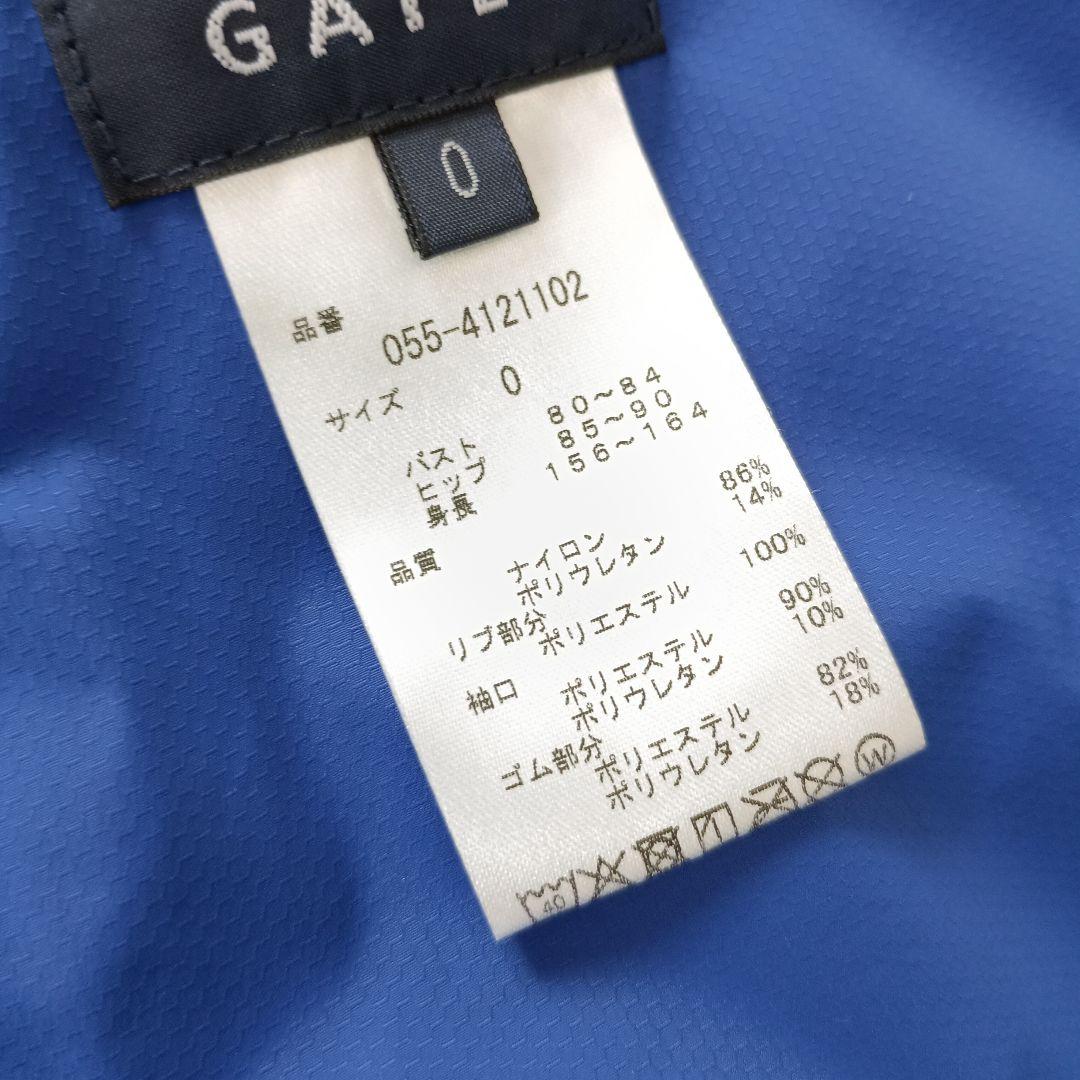 GATE
0
品番 055-4121102
サイズ 0
バスト 80～84
ヒップ 85～90
身長 156～164
品質 ナイロン 86%
ポリウレタン 14%
リブ部分 ポリエステル 100%
袖口 ポリエステル 90%
ポリウレタン 10%
ゴム部分 ポリエステル 82%
ポリウレタン 18%
40
W